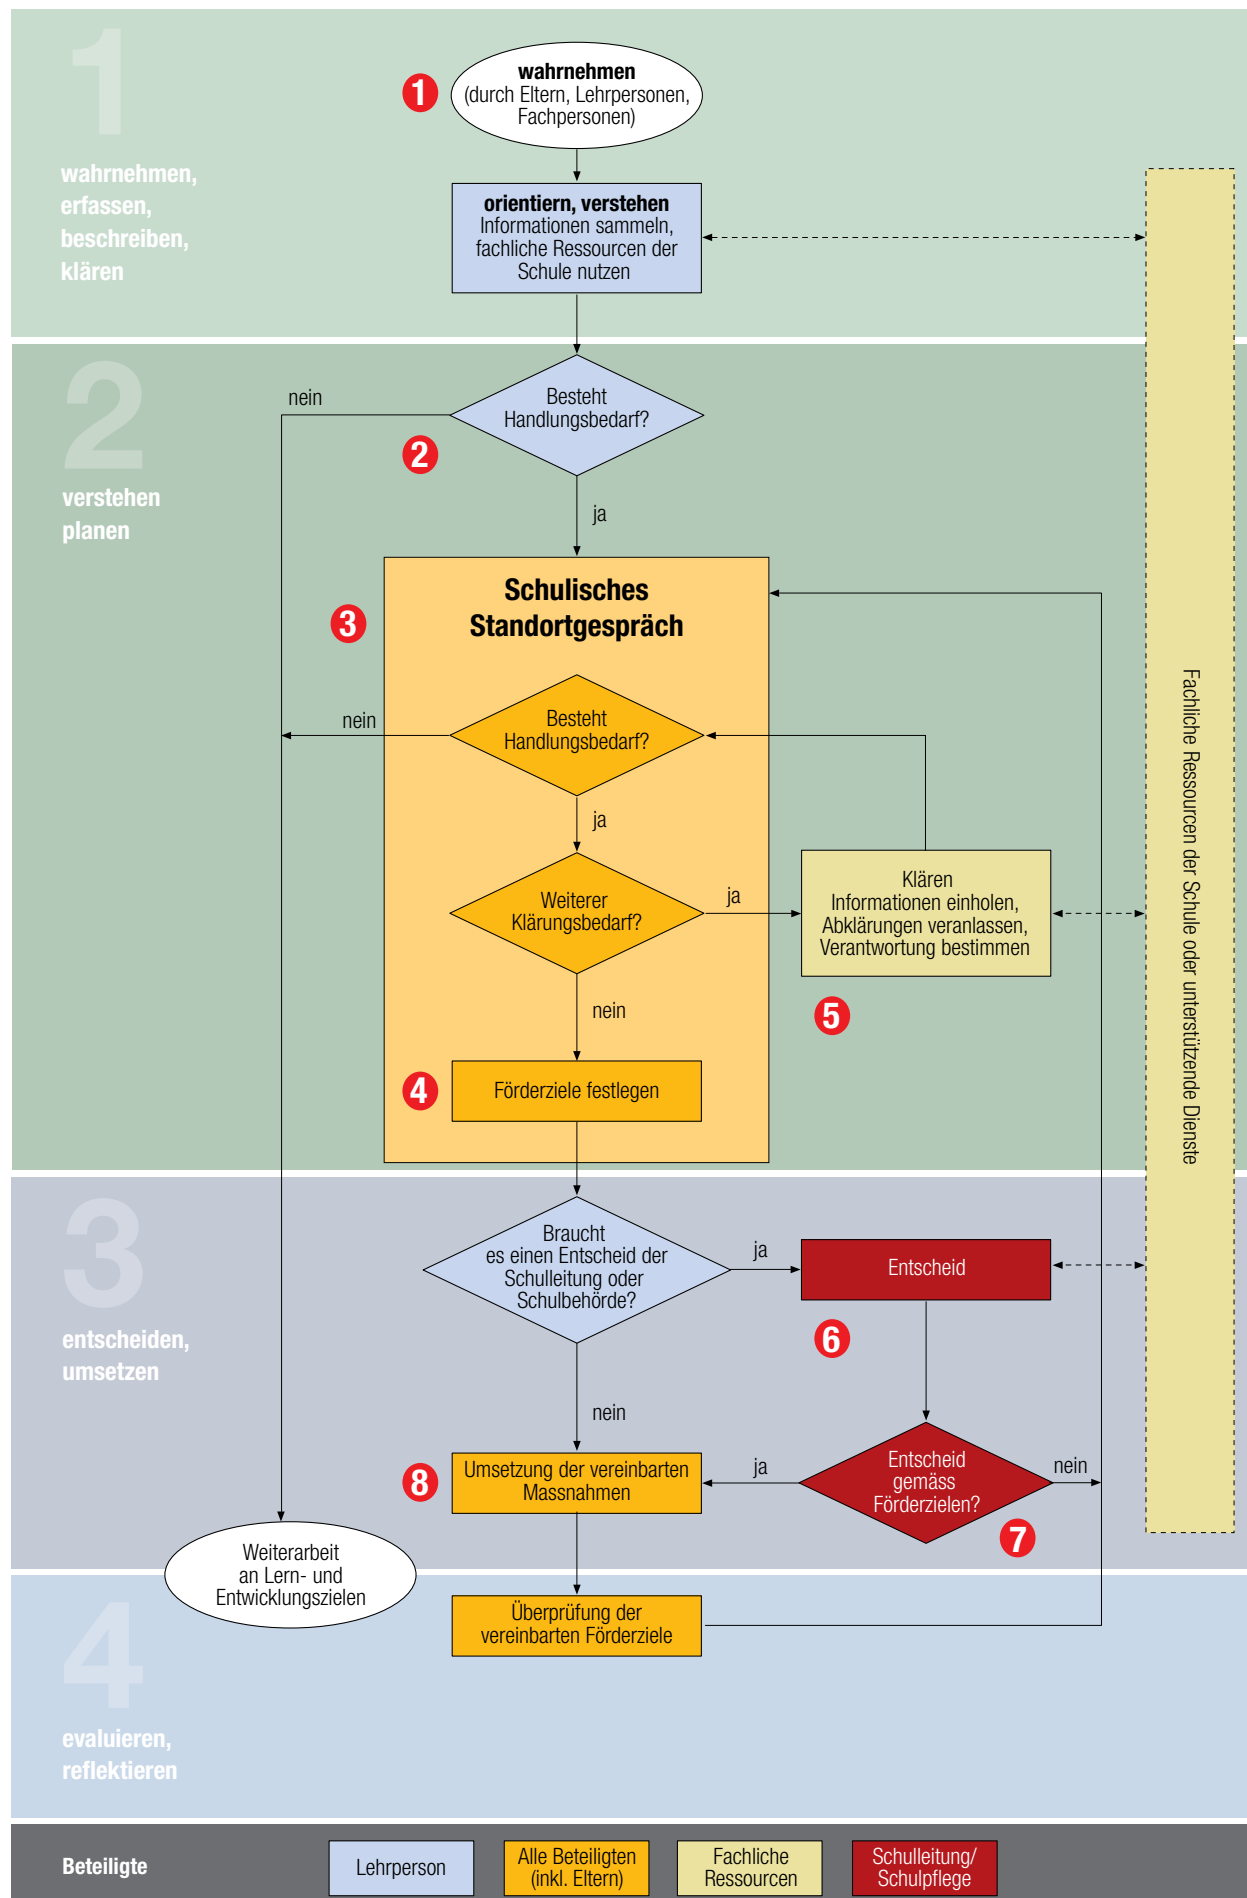 1
wahrnehmen,
erfassen,
beschreiben,
klären
1
wahrnehmen
(durch Eltern, Lehrpersonen,
Fachpersonen)
orientiern, verstehen
Informationen sammeln,
fachliche Ressourcen der
Schule nutzen
2
verstehen
planen
Besteht
Handlungsbedarf?
nein
2
ja
Schulisches
Standortgespräch
3
Besteht
Handlungsbedarf?
nein
ja
Weiterer
Klärungsbedarf?
ja
Klären
Informationen einholen,
Abklärungen veranlassen,
Verantwortung bestimmen
5
nein
4
Förderziele festlegen
Fachliche Ressourcen der Schule oder unterstützende Dienste
3
entscheiden,
umsetzen
Braucht
es einen Entscheid der
Schulleitung oder
Schulbehörde?
ja
Entscheid
6
nein
8
Umsetzung der vereinbarten
Massnahmen
ja
Entscheid
gemäss
Förderzielen?
nein
7
Weiterarbeit
an Lern- und
Entwicklungszielen
4
evaluieren,
reflektieren
Überprüfung der
vereinbarten Förderziele
Beteiligte
Lehrperson
Alle Beteiligten
(inkl. Eltern)
Fachliche
Ressourcen
Schulleitung/
Schulpflege